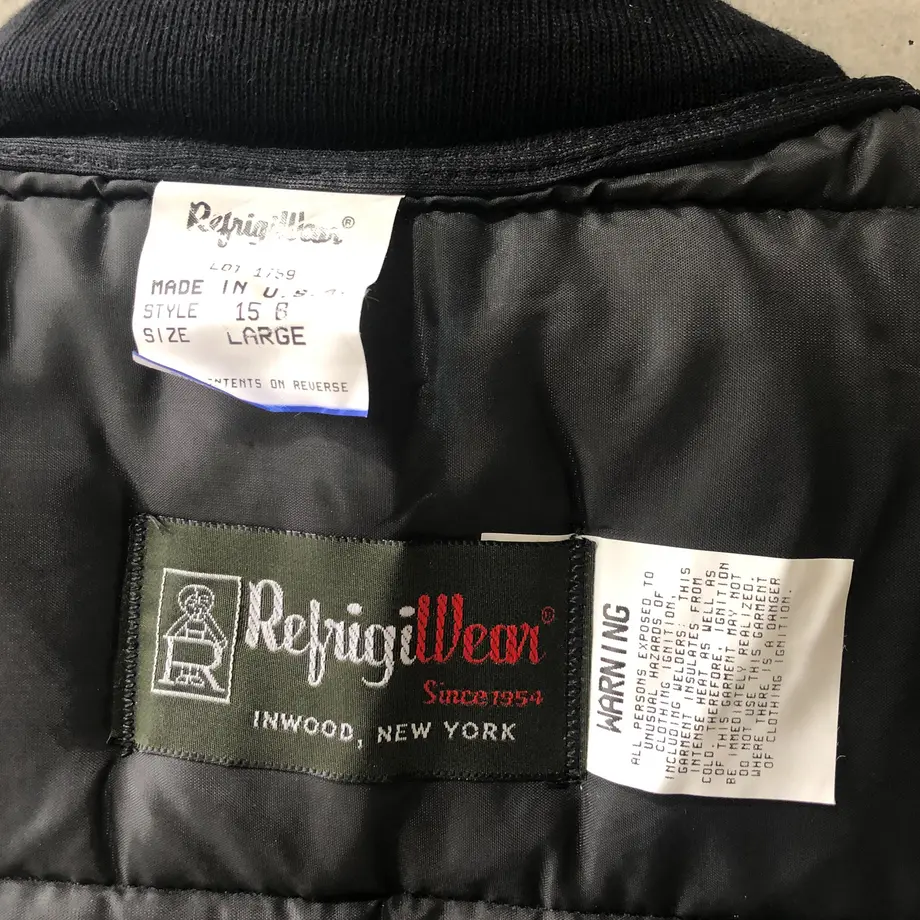 RefrigiWear®
LOT 1759
MADE IN U.S.A.
STYLE 15 6
SIZE LARGE
ON REVERSE
RefrigiWear®
Since 1954
INWOOD, NEW YORK
WARNING
ALL PERSONS EXPOSED TO
UNUSUAL HAZARDS OF
CLOTHING IGNITION,
INCLUDING WELDERS: THIS
GARMENT INSULATES FROM
INTENSE HEAT AS WELL AS
COLD. THEREFORE, IGNITION
OF THIS GARMENT MAY NOT
BE IMMEDIATELY REALIZED.
DO NOT USE THIS GARMENT
WHERE THERE IS A DANGER
OF CLOTHING IGNITION.